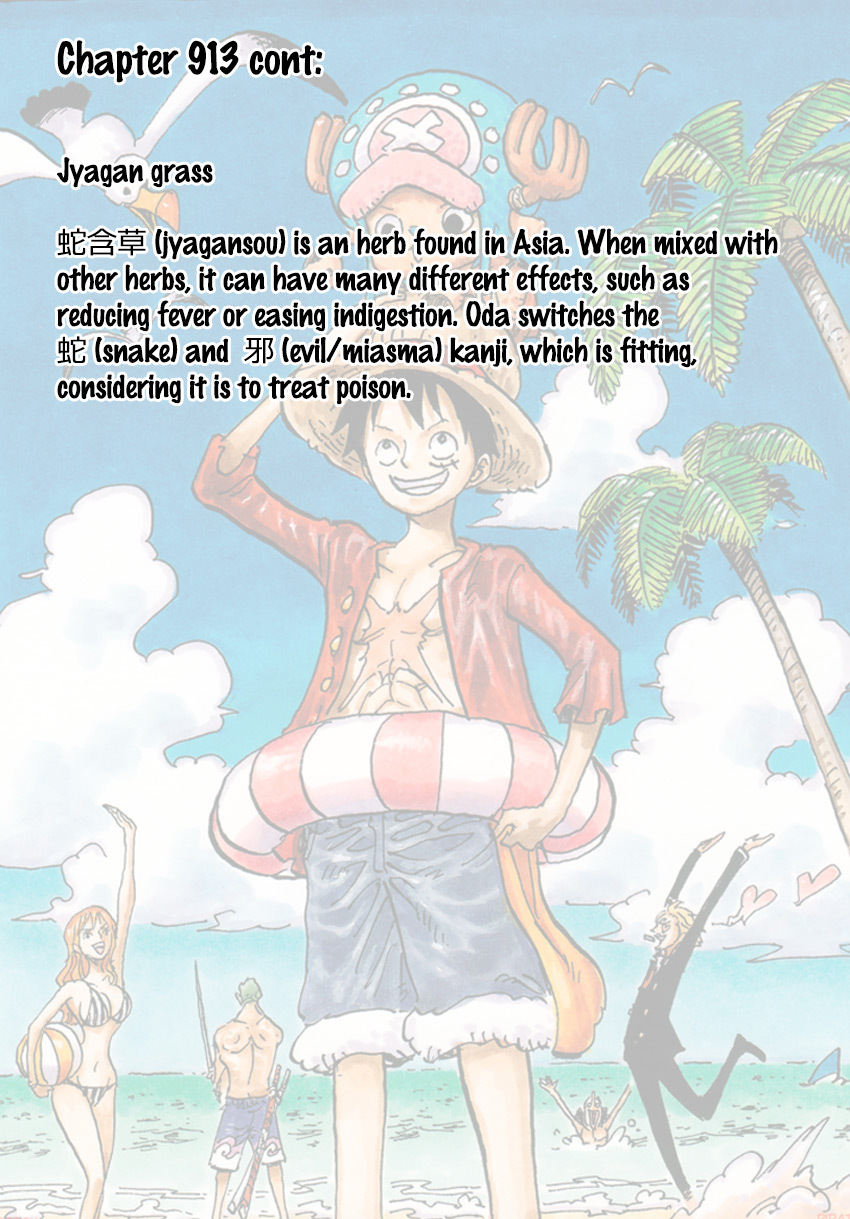 Chapter 913 cont:
Jyagan grass
蛇含草 (jyagansou) is an herb found in Asia. When mixed with
other herbs, it can have many different effects, such as
reducing fever or easing indigestion. Oda switches the
蛇 (snake) and 邪 (evil/miasma) kanji, which is fitting,
considering it is to treat poison.